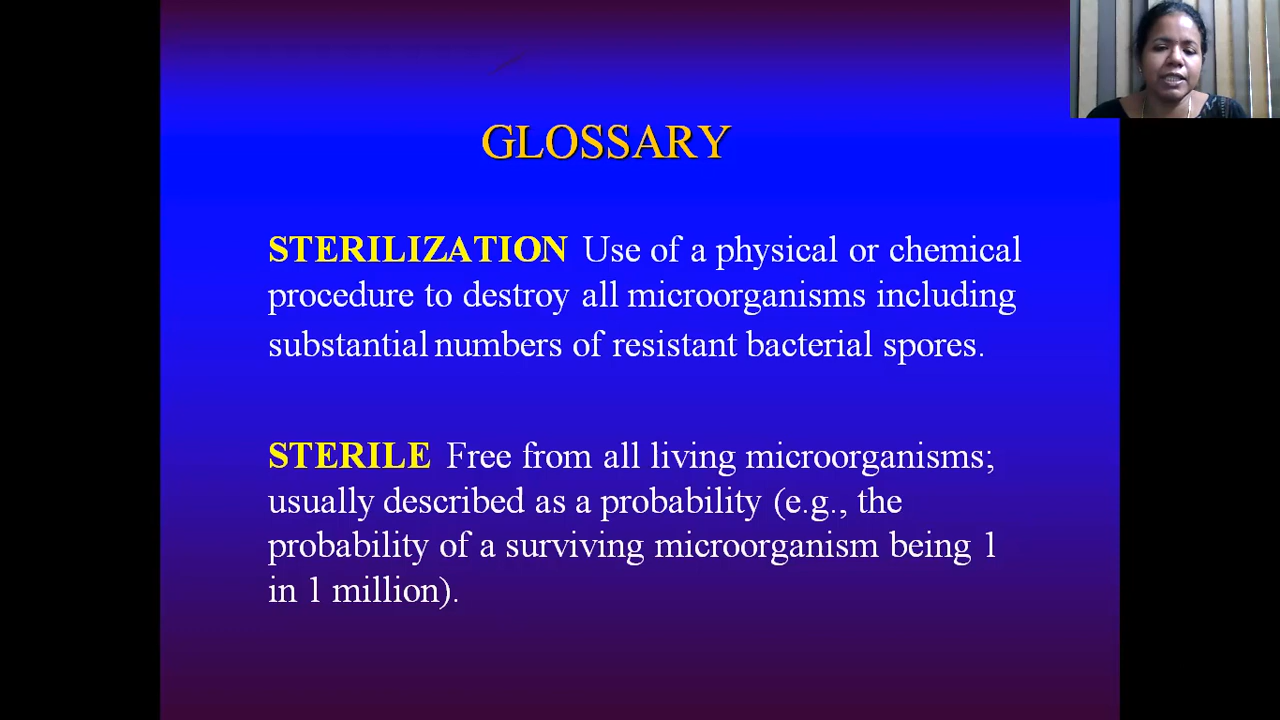 GLOSSARY
STERILIZATION Use of a physical or chemical
procedure to destroy all microorganisms including
substantial numbers of resistant bacterial spores.
STERILE Free from all living microorganisms;
usually described as a probability (e.g., the
probability of a surviving microorganism being 1
in 1 million).